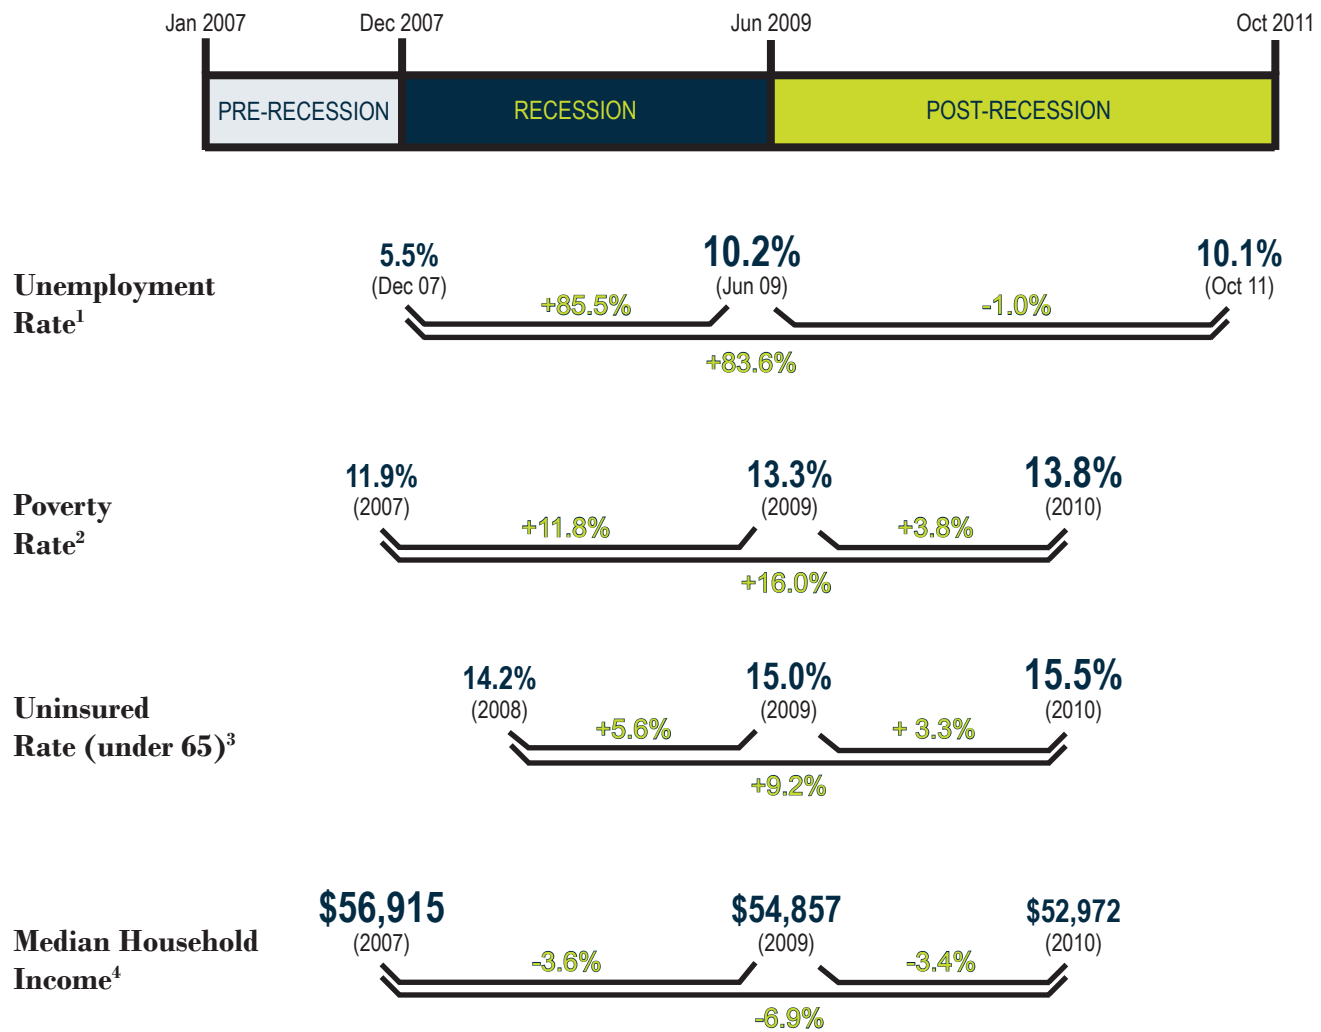 Jan 2007 Dec 2007 Jun 2009 Oct 2011
PRE-RECESSION RECESSION POST-RECESSION
5.5% 10.2% 10.1%
(Dec 07) (Jun 09) (Oct 11)
Unemployment
Rate¹
+85.5% -1.0%
+83.6%
11.9% 13.3% 13.8%
(2007) (2009) (2010)
Poverty
Rate²
+11.8% +3.8%
+16.0%
14.2% 15.0% 15.5%
(2008) (2009) (2010)
Uninsured
Rate (under 65)³
+5.6% + 3.3%
+9.2%
$56,915 $54,857 $52,972
(2007) (2009) (2010)
Median Household
Income⁴
-3.6% -3.4%
-6.9%